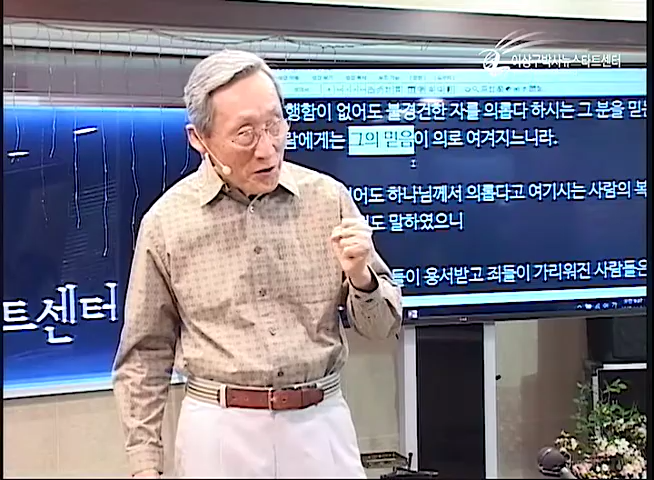 이상구박사뉴스타트센터
행함이 없어도 불경건한 자를 의롭다 하시는 그 분을 믿는
람에게는 그의 믿음이 의로 여겨지느니라.
없어도 하나님께서 의롭다고 여기시는 사람의 복
도 말하였으니
들이 용서받고 죄들이 가리워진 사람들은
트센터